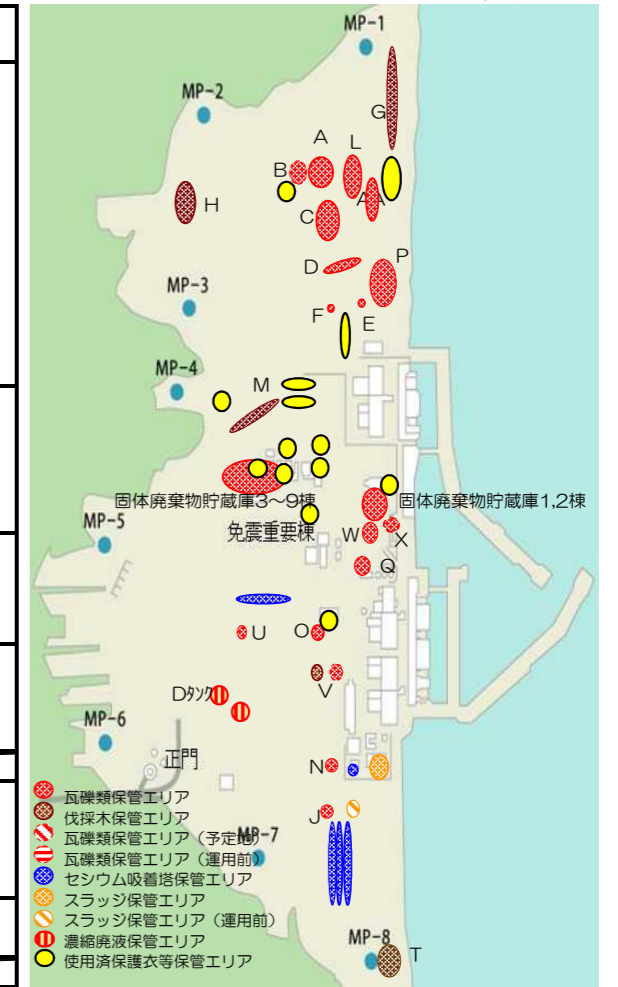 MP-1
MP-2
G
A
L
B
AA
H
C
D
P
MP-3
F
E
MP-4
M
固体廃棄物貯蔵庫3～9棟
固体廃棄物貯蔵庫1,2棟
MP-5
免震重要棟
W
X
Q
U
O
Dタンク
V
MP-6
正門
N
瓦礫類保管エリア
J
伐採木保管エリア
瓦礫類保管エリア（予定地）
MP-7
瓦礫類保管エリア（運用前）
セシウム吸着塔保管エリア
スラッジ保管エリア
スラッジ保管エリア（運用前）
濃縮廃液保管エリア
MP-8
T
使用済保護衣等保管エリア